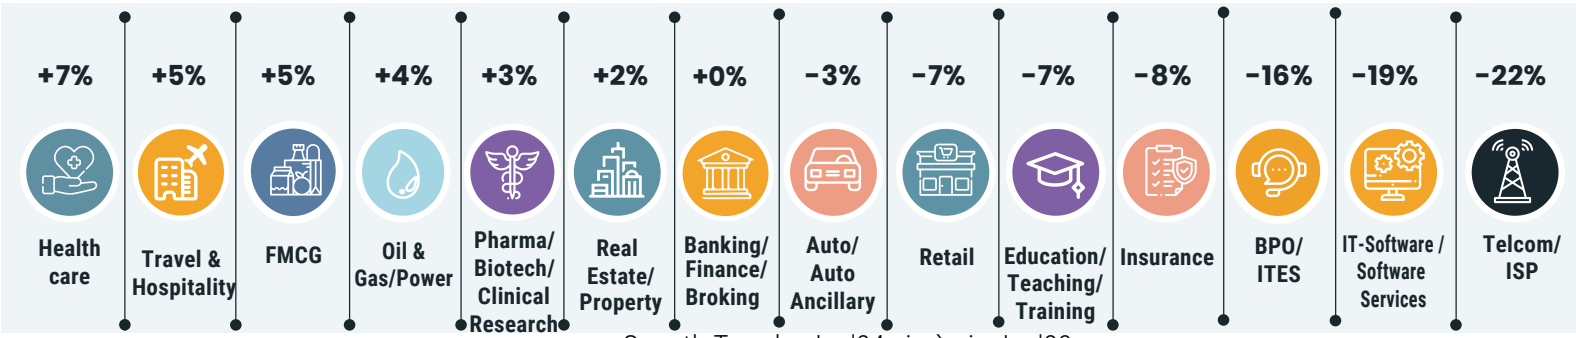 +7%
Health
care
+5%
Travel &
Hospitality
+5%
FMCG
+4%
Oil &
Gas/Power
+3%
Pharma/
Biotech/
Clinical
Research
+2%
Real
Estate/
Property
+0%
Banking/
Finance/
Broking
-3%
Auto/
Auto
Ancillary
-7%
Retail
-7%
Education/
Teaching/
Training
-8%
Insurance
-16%
BPO/
ITES
-19%
IT-Software /
Software
Services
-22%
Telcom/
ISP